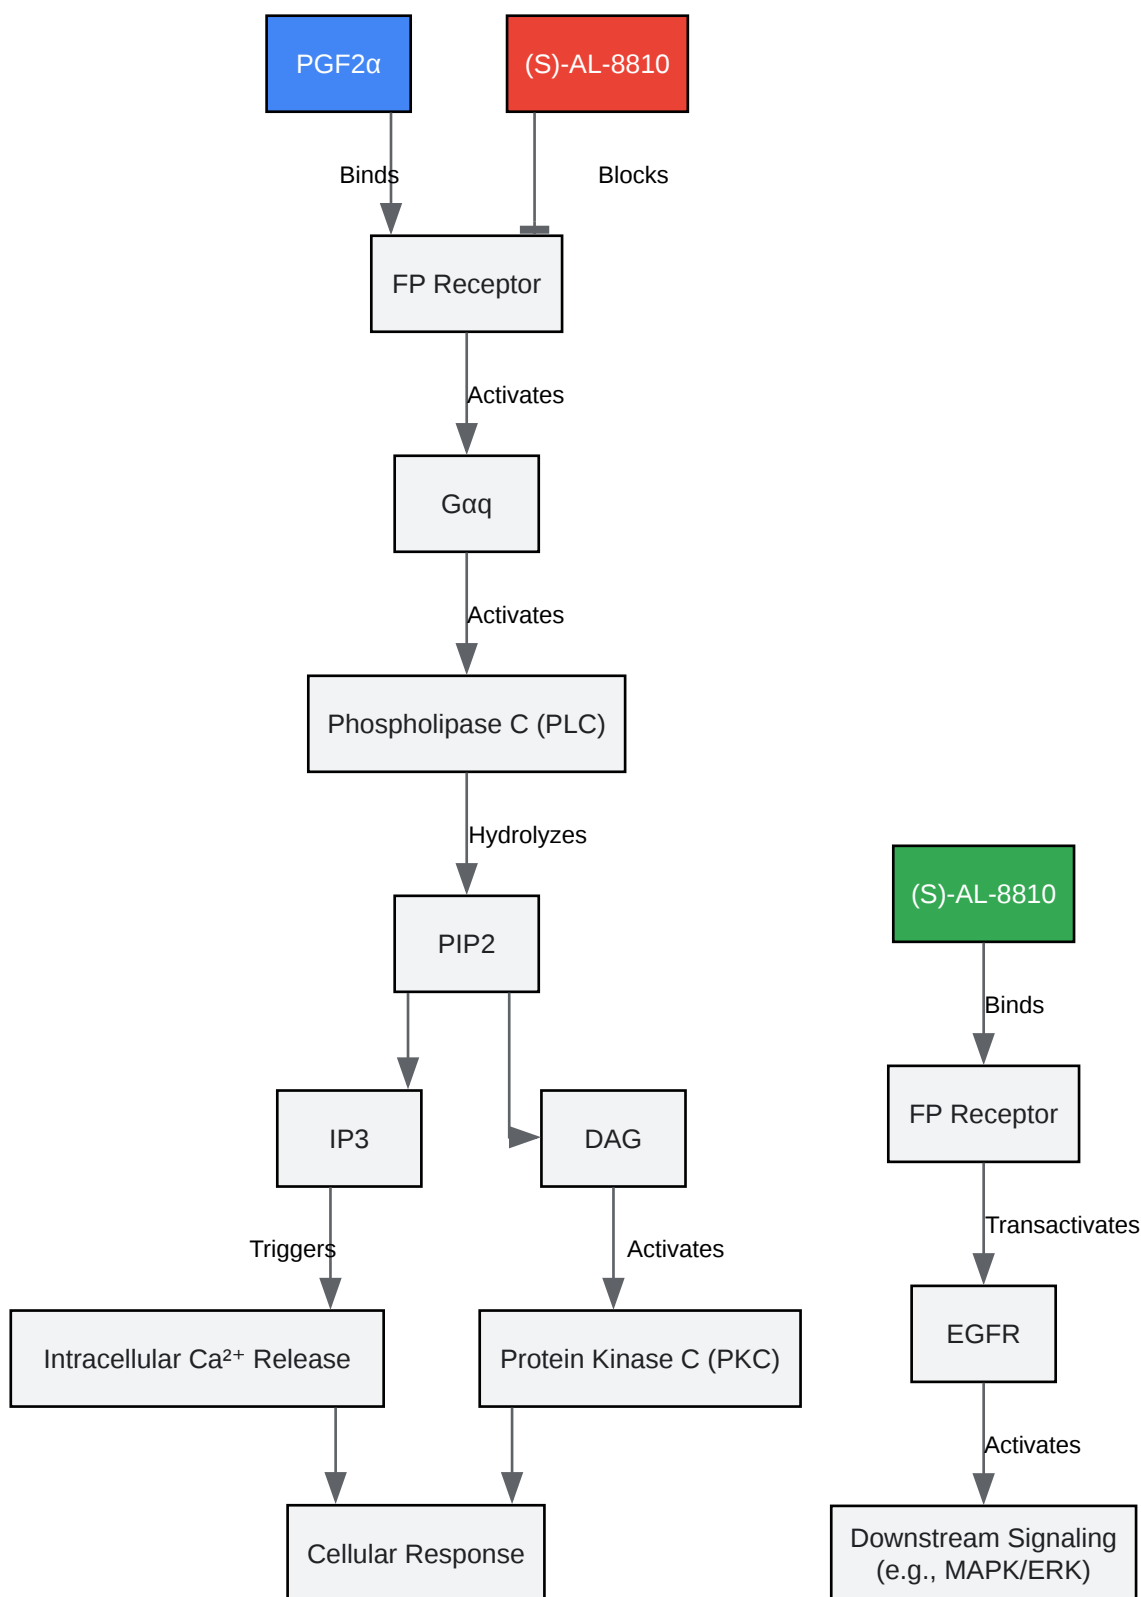 PGF2α
(S)-AL-8810
Binds
Blocks
FP Receptor
Activates
Gαq
Activates
Phospholipase C (PLC)
Hydrolyzes
PIP2
IP3
DAG
Triggers
Activates
Intracellular Ca²⁺ Release
Protein Kinase C (PKC)
Cellular Response
(S)-AL-8810
Binds
FP Receptor
Transactivates
EGFR
Activates
Downstream Signaling
(e.g., MAPK/ERK)